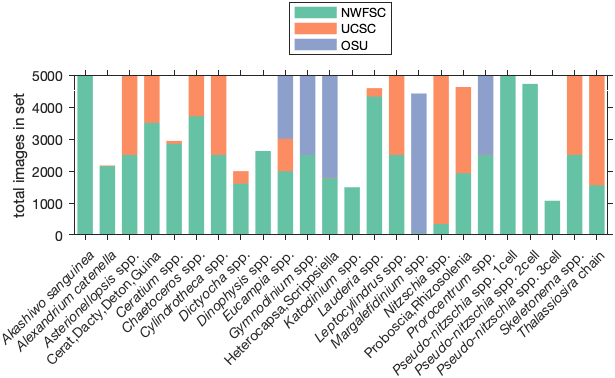 NWFSC
UCSC
OSU
total images in set
5000
4000
3000
2000
1000
0
Akashiwo sanguinea
Alexandrium catenella
Asterionellopsis spp.
Cerat,Dacty,Deton,Guina
Ceratium spp.
Chaetoceros spp.
Cylindrotheca spp.
Dictyocha spp.
Dinophysis spp.
Eucampia spp.
Gymnodinium spp.
Heterocapsa,Scrippsiella
Katodinium spp.
Lauderia spp.
Leptocylindrus spp.
Margalefidinium spp.
Nitzschia spp.
Proboscia,Rhizosolenia
Prorocentrum spp.
Pseudo-nitzschia spp. 1cell
Pseudo-nitzschia spp. 2cell
Pseudo-nitzschia spp. 3cell
Skeletonema spp.
Thalassiosira chain